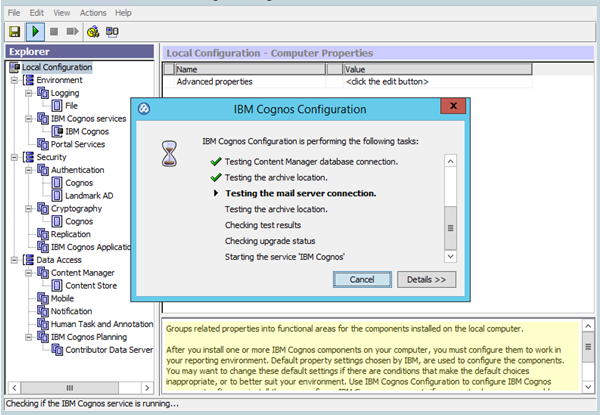 File Edit View Actions Help
Explorer
Local Configuration
Environment
Logging
File
IBM Cognos services
IBM Cognos
Portal Services
Security
Authentication
Cognos
Landmark AD
Cryptography
Cognos
Replication
IBM Cognos Applicatio
Data Access
Content Manager
Content Store
Mobile
Notification
Human Task and Annotation
IBM Cognos Planning
Contributor Data Server
Local Configuration - Computer Properties
Name Value
Advanced properties <click the edit button>
IBM Cognos Configuration
IBM Cognos Configuration is performing the following tasks:
Testing Content Manager database connection.
Testing the archive location.
Testing the mail server connection.
Testing the archive location.
Checking test results
Checking upgrade status
Starting the service 'IBM Cognos'
Cancel Details >>
Groups related properties into functional areas for the components installed on the local computer.
After you install one or more IBM Cognos components on your computer, you must configure them to work in
your reporting environment. Default property settings chosen by IBM, are used to configure the components.
You may want to change these default settings if there are conditions that make the default choices
inappropriate, or to better suit your environment. Use IBM Cognos Configuration to configure IBM Cognos
Checking if the IBM Cognos service is running...